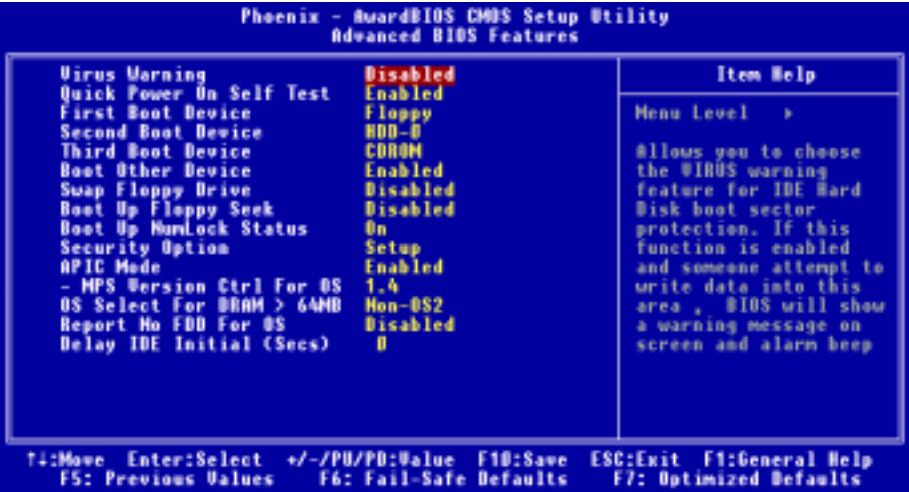 Phoenix - AwardBIOS CMOS Setup Utility
Advanced BIOS Features
Virus Warning Disabled
Quick Power On Self Test Enabled
First Boot Device Floppy
Second Boot Device HDD-0
Third Boot Device CDROM
Boot Other Device Enabled
Swap Floppy Drive Disabled
Boot Up Floppy Seek Disabled
Boot Up NumLock Status On
Security Option Setup
APIC Mode Enabled
- MPS Version Ctrl For OS 1.4
OS Select For DRAM > 64MB Non-OS2
Report No FDD For OS Disabled
Delay IDE Initial (Secs) 0
Item Help
Menu Level ▸
Allows you to choose
the VIRUS warning
feature for IDE Hard
Disk boot sector
protection. If this
function is enabled
and someone attempt to
write data into this
area , BIOS will show
a warning message on
screen and alarm beep
↑↓:Move Enter:Select +/-/PU/PD:Value F10:Save ESC:Exit F1:General Help
F5: Previous Values F6: Fail-Safe Defaults F7: Optimized Defaults